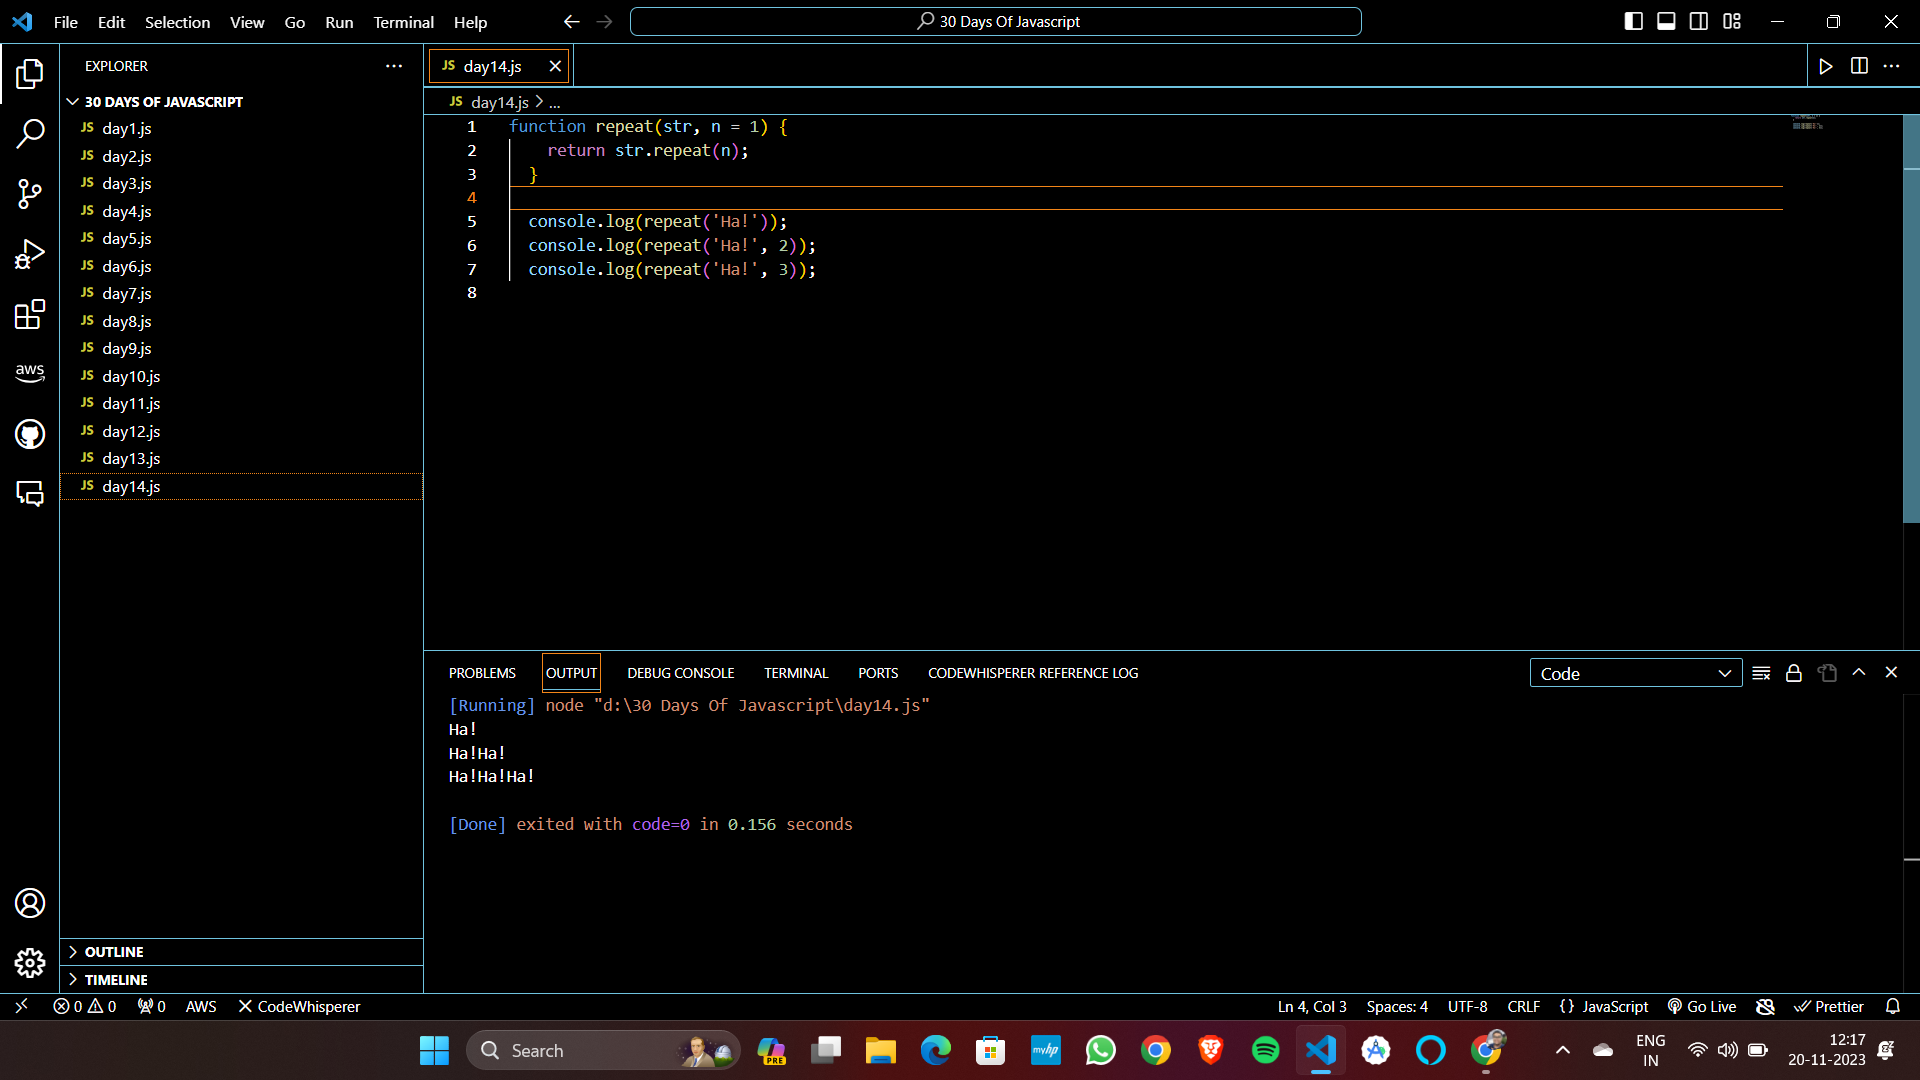 File Edit Selection View Go Run Terminal Help
30 Days Of Javascript
EXPLORER
30 DAYS OF JAVASCRIPT
JS day1.js
JS day2.js
JS day3.js
JS day4.js
JS day5.js
JS day6.js
JS day7.js
JS day8.js
JS day9.js
JS day10.js
JS day11.js
JS day12.js
JS day13.js
JS day14.js
aws
OUTLINE
TIMELINE
JS day14.js
JS day14.js > ...
1 function repeat(str, n = 1) {
2 return str.repeat(n);
3 }
4
5 console.log(repeat('Ha!'));
6 console.log(repeat('Ha!', 2));
7 console.log(repeat('Ha!', 3));
8
PROBLEMS OUTPUT DEBUG CONSOLE TERMINAL PORTS CODEWHISPERER REFERENCE LOG
Code
[Running] node "d:\30 Days Of Javascript\day14.js"
Ha!
Ha!Ha!
Ha!Ha!Ha!
[Done] exited with code=0 in 0.156 seconds
0 0 0 AWS CodeWhisperer
Ln 4, Col 3 Spaces: 4 UTF-8 CRLF {} JavaScript Go Live Prettier
Search
PRE
myhp
ENG
IN
12:17
20-11-2023